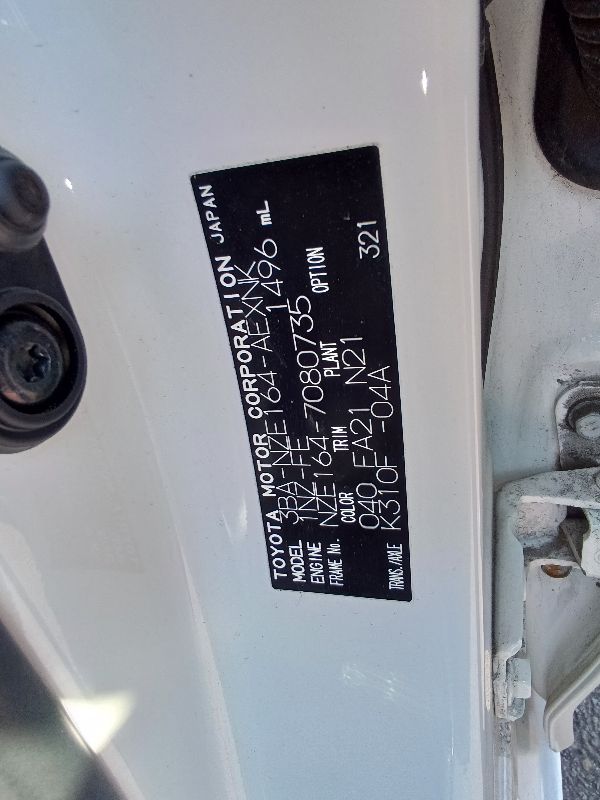 TOYOTA MOTOR CORPORATION JAPAN
MODEL 3BA-NZE164-AEXNK
ENGINE 1NZ-FE 1496 mL
FRAME No. NZE164-7080735
COLOR TRIM PLANT OPTION
040 FA21 N21 321
TRANS./AXLE K310F -04A